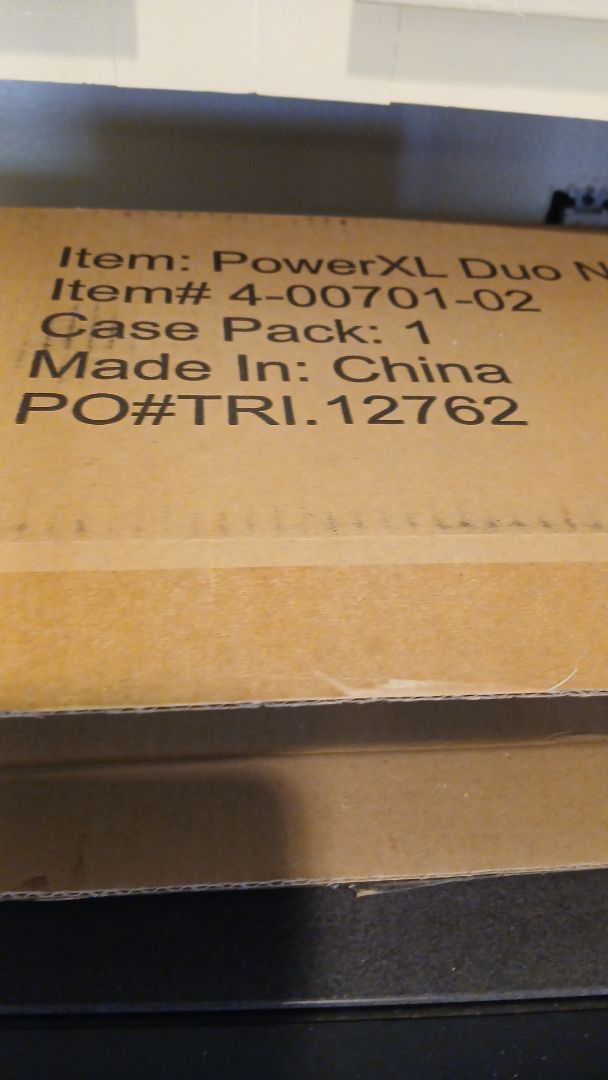 Item: PowerXL Duo N
Item# 4-00701-02
Case Pack: 1
Made In: China
PO#TRI.12762